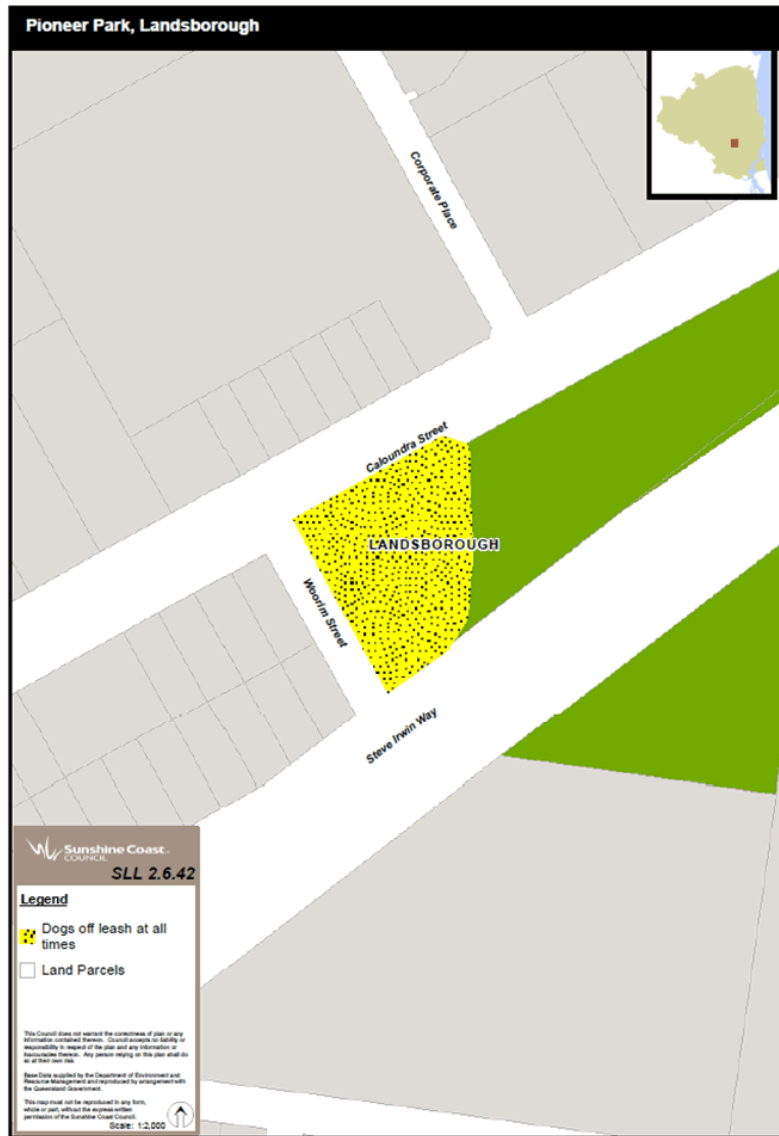 Pioneer Park, Landsborough
Corporate Place
Caloundra Street
LANDSBOROUGH
Woorim Street
Steve Irwin Way
Sunshine Coast
COUNCIL
SLL 2.6.42
Legend
Dogs off leash at all
times
Land Parcels
This Council does not warrant the correctness of plan or any
information contained thereon. Council accepts no liability or
responsibility in respect of the plan and any information or
inaccuracies thereon. Any person relying on this plan shall do
so at their own risk.
Base Data supplied by the Department of Environment and
Resource Management and reproduced by arrangement with
the Queensland Government.
This map must not be reproduced in any form,
whole or part, without the express written
permission of the Sunshine Coast Council.
Scale: 1:2,000